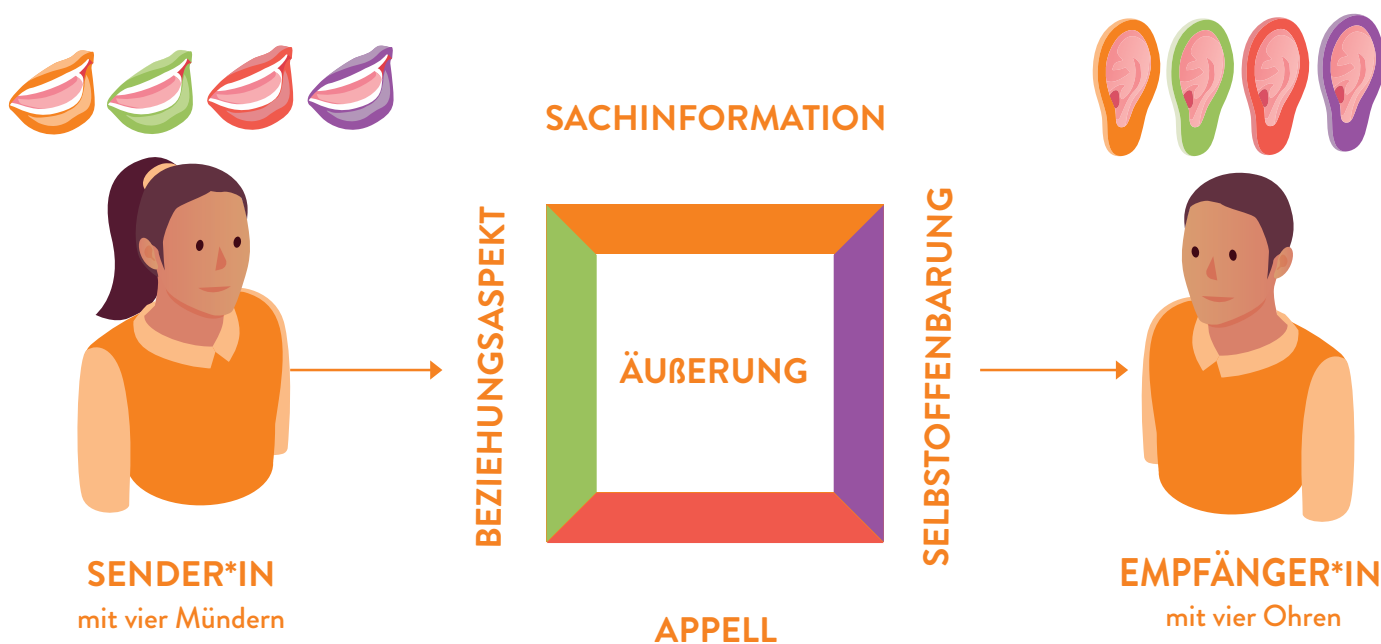 SACHINFORMATION
BEZIEHUNGSASPEKT
ÄUßERUNG
SELBSTOFFENBARUNG
APPELL
SENDER*IN
mit vier Mündern
EMPFÄNGER*IN
mit vier Ohren